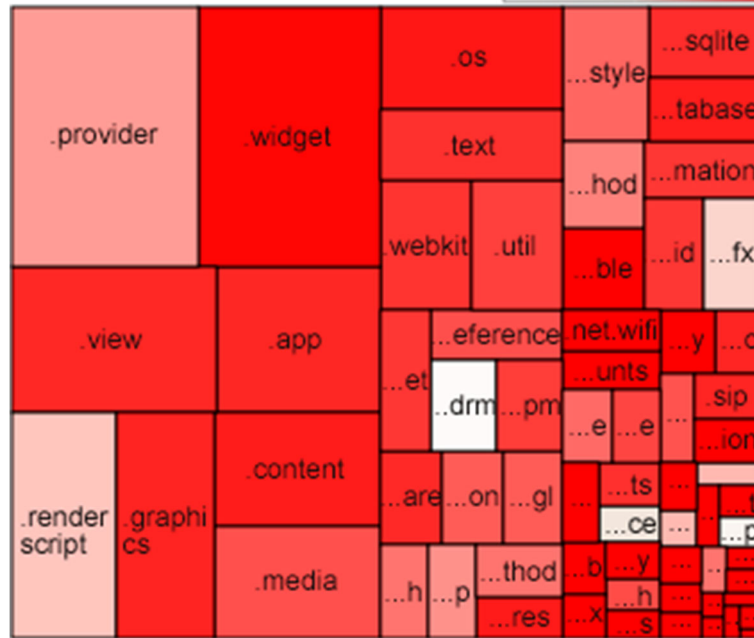 .provider
.widget
.os
.text
.webkit
.util
...style
...sqlite
...tabase
...hod
...mation
...ble
...id
...fx
.view
.app
...et
...eference
..drm
...pm
.net.wifi
...unts
...y
...c
...e
...e
...
.sip
...ion
.render
script
.graphi
cs
.content
.media
...are
...on
...gl
...h
...p
...thod
...res
...
...ts
...ce
...
...
...b
...y
...h
...x
...s
...
...
...